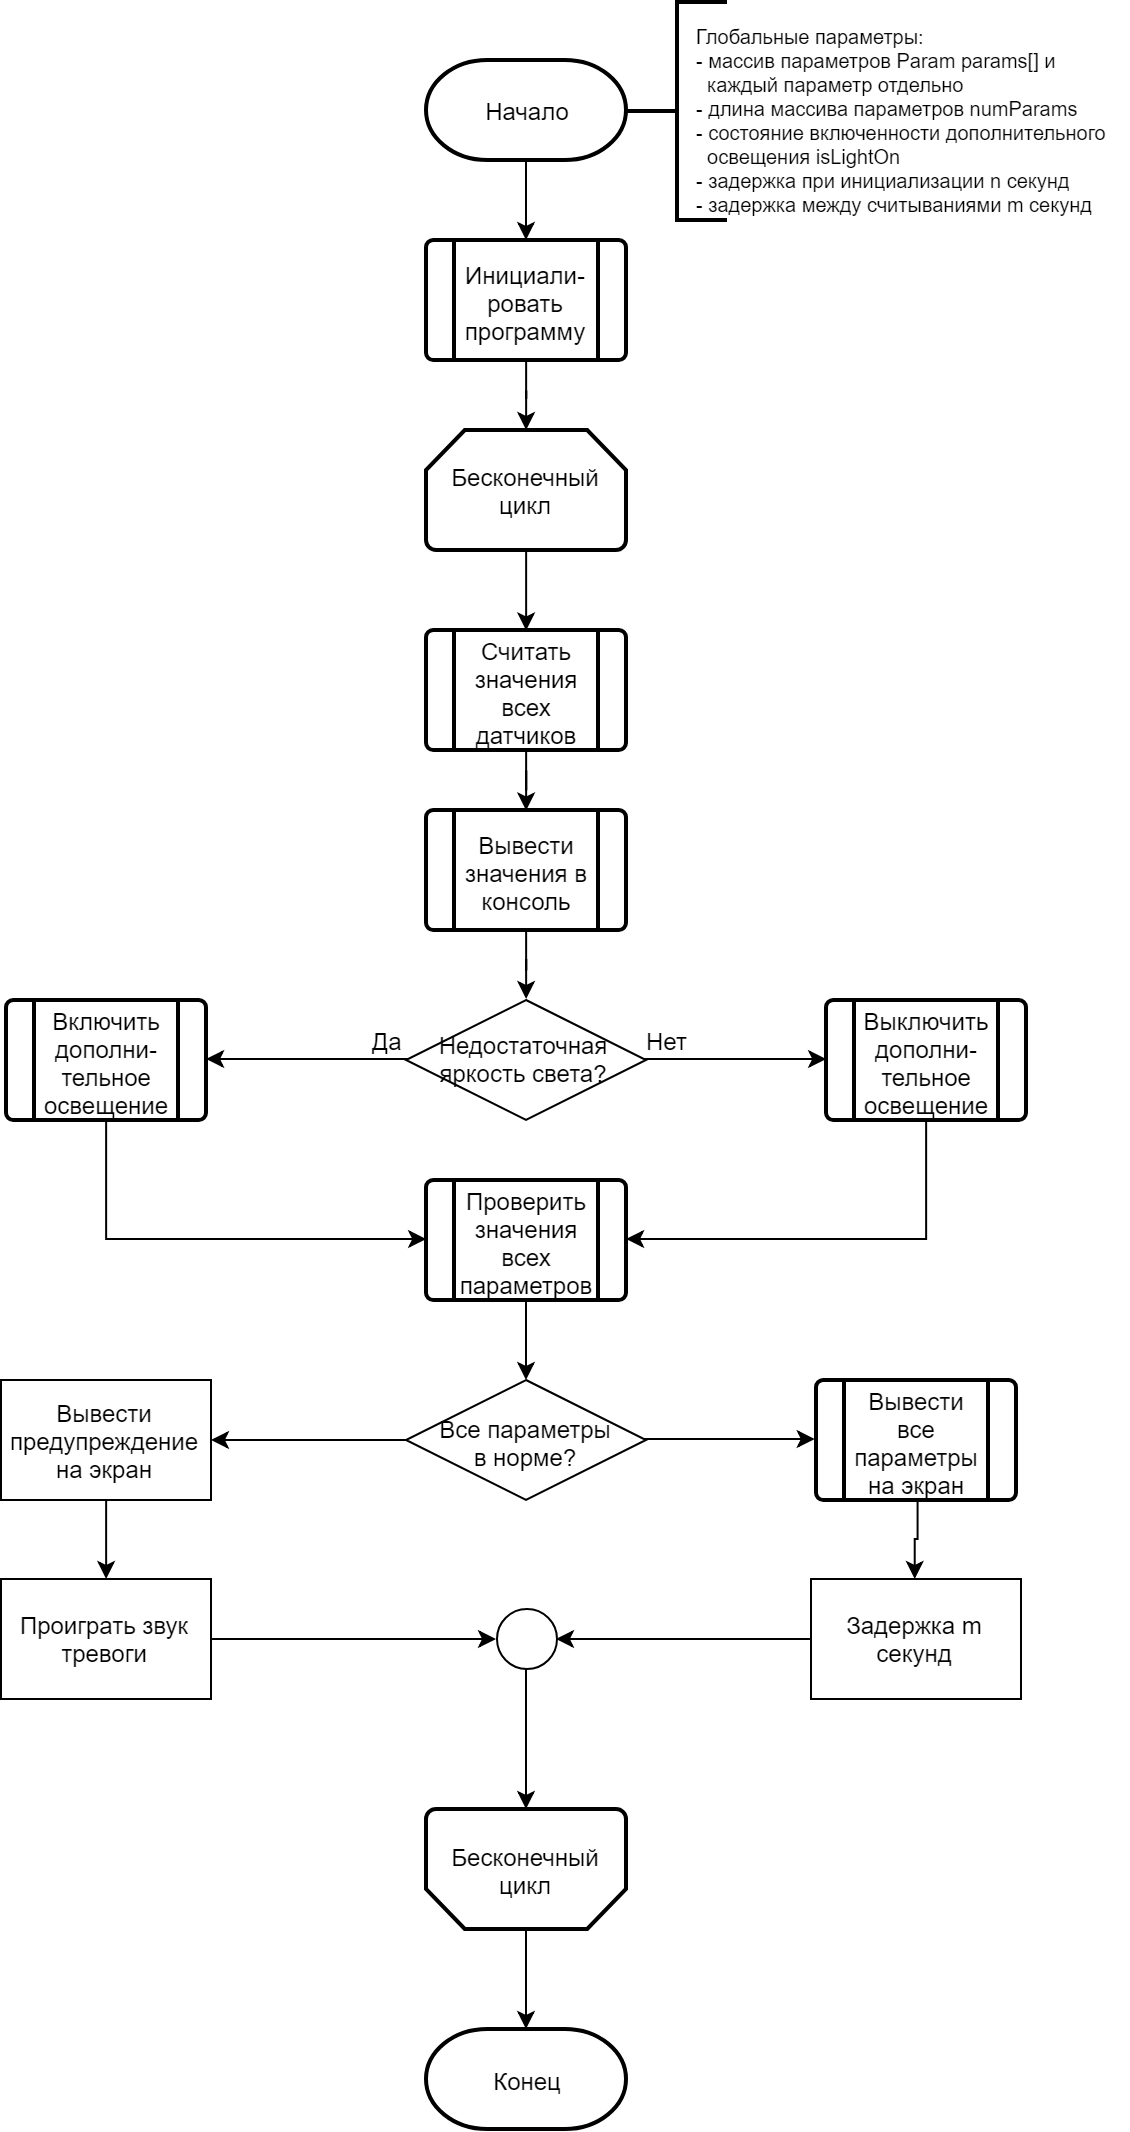 Глобальные параметры:
- массив параметров Param params[] и
каждый параметр отдельно
- длина массива параметров numParams
- состояние включенности дополнительного
освещения isLightOn
- задержка при инициализации n секунд
- задержка между считываниями m секунд
Начало
Инициали-
ровать
программу
Бесконечный
цикл
Считать
значения
всех
датчиков
Вывести
значения в
консоль
Недостаточная
яркость света?
Да
Нет
Включить
дополни-
тельное
освещение
Выключить
дополни-
тельное
освещение
Проверить
значения
всех
параметров
Все параметры
в норме?
Вывести
предупреждение
на экран
Вывести
все
параметры
на экран
Проиграть звук
тревоги
Задержка m
секунд
Бесконечный
цикл
Конец